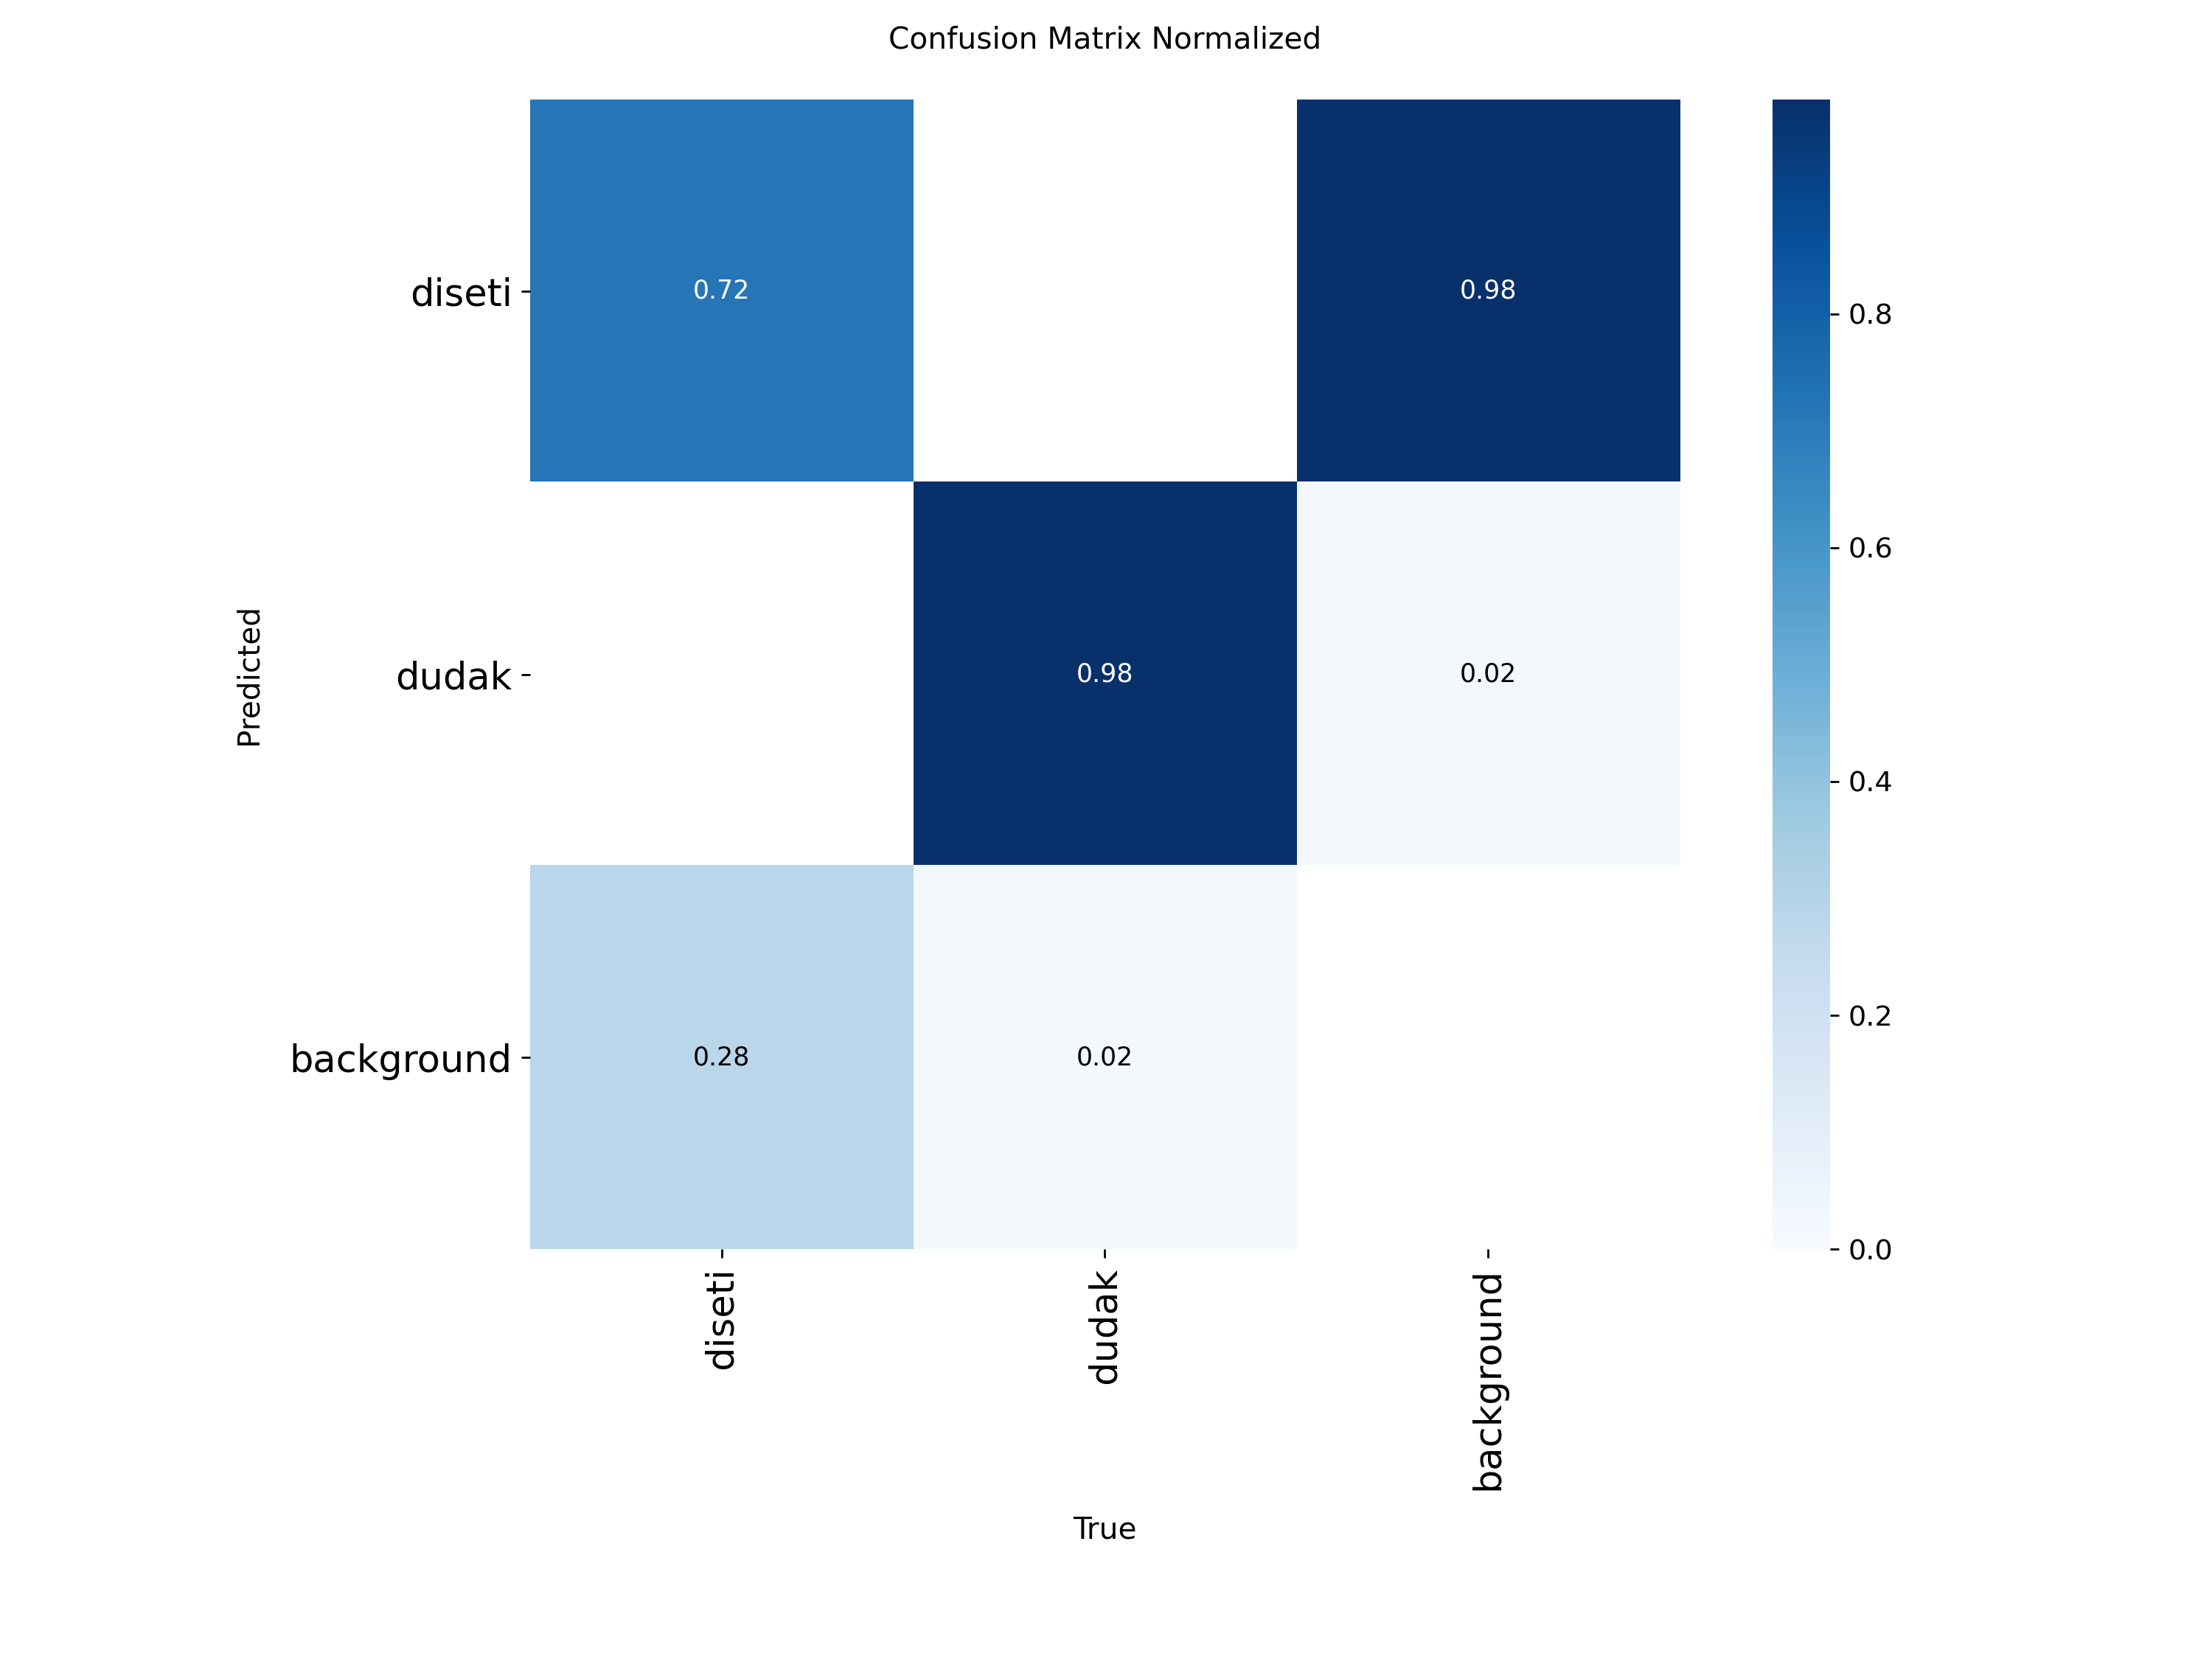 Confusion Matrix Normalized
diseti
0.72
0.98
0.8
0.6
Predicted
dudak
0.98
0.02
0.4
background
0.28
0.02
0.2
0.0
diseti
dudak
background
True